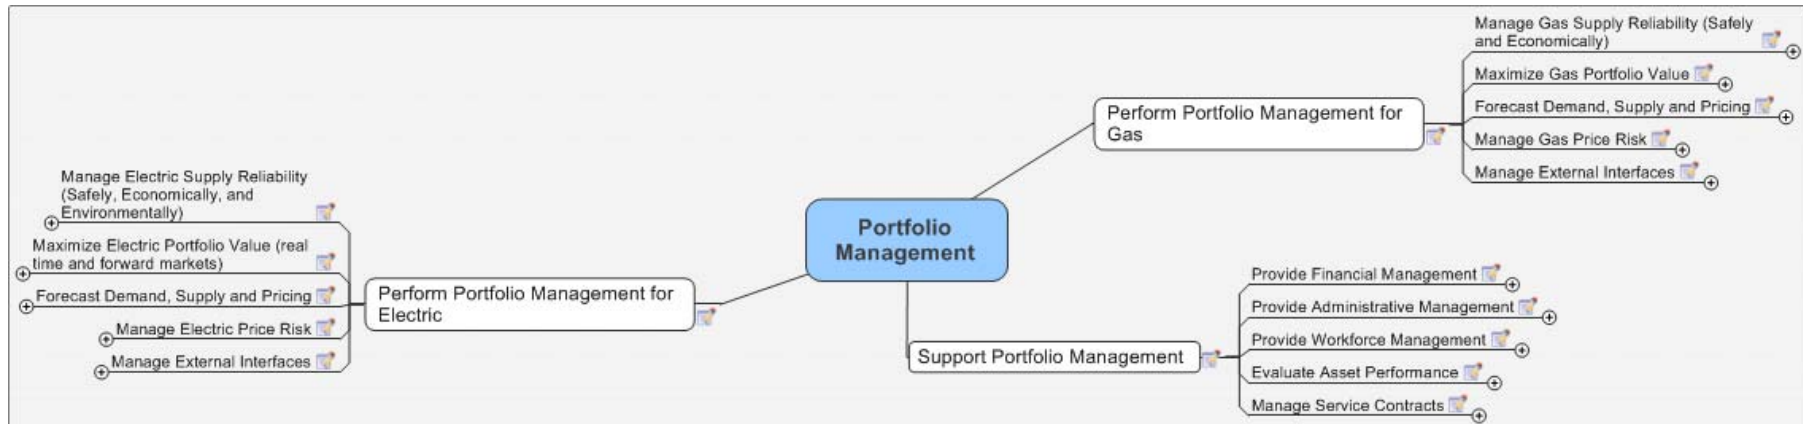 Manage Gas Supply Reliability (Safely
and Economically)
Maximize Gas Portfolio Value
Perform Portfolio Management for
Gas
Forecast Demand, Supply and Pricing
Manage Gas Price Risk
Manage External Interfaces
Manage Electric Supply Reliability
(Safely, Economically, and
Environmentally)
Maximize Electric Portfolio Value (real
time and forward markets)
Forecast Demand, Supply and Pricing
Manage Electric Price Risk
Manage External Interfaces
Perform Portfolio Management for
Electric
Portfolio
Management
Support Portfolio Management
Provide Financial Management
Provide Administrative Management
Provide Workforce Management
Evaluate Asset Performance
Manage Service Contracts